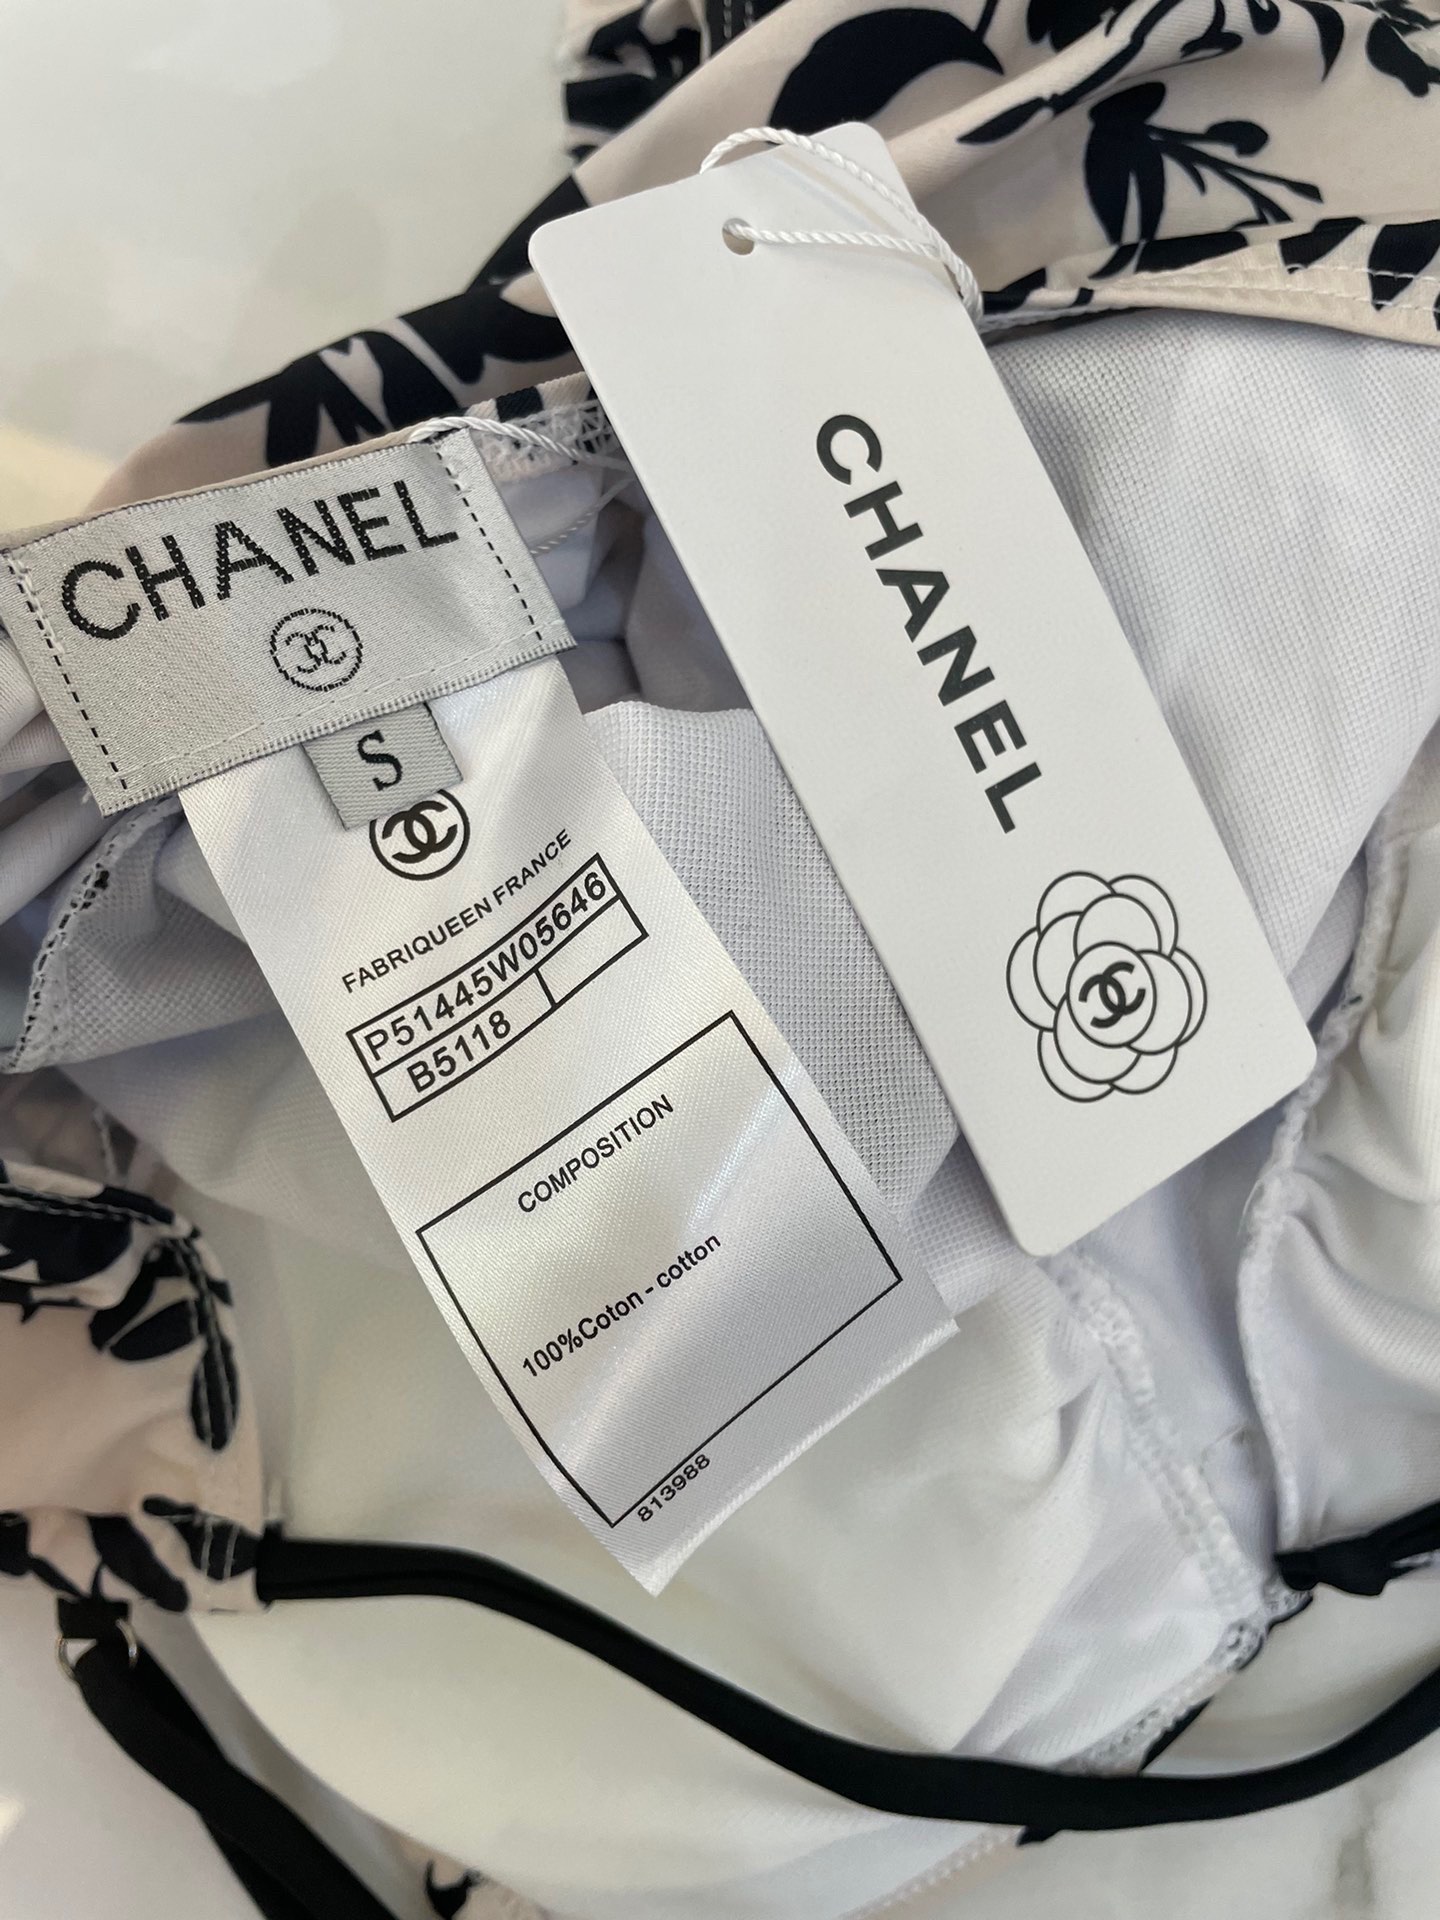 CHANEL
S
FABRIQUEEN FRANCE
P51445W05646
B5118
COMPOSITION
100%Coton - cotton
813988
CHANEL